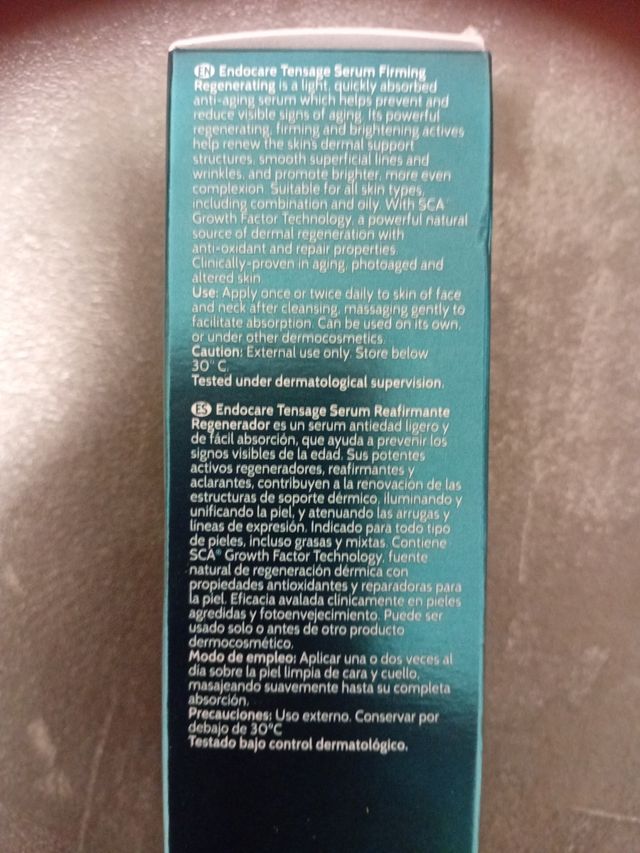 EN Endocare Tensage Serum Firming
Regenerating is a light, quickly absorbed
anti-aging serum which helps prevent and
reduce visible signs of aging. Its powerful
regenerating, firming and brightening actives
help renew the skin's dermal support
structures, smooth superficial lines and
wrinkles, and promote brighter, more even
complexion. Suitable for all skin types,
including combination and oily. With SCA®
Growth Factor Technology, a powerful natural
source of dermal regeneration with
anti-oxidant and repair properties.
Clinically-proven in aging, photoaged and
altered skin.
Use: Apply once or twice daily to skin of face
and neck after cleansing, massaging gently to
facilitate absorption. Can be used on its own,
or under other dermocosmetics.
Caution: External use only. Store below
30° C.
Tested under dermatological supervision.
ES Endocare Tensage Serum Reafirmante
Regenerador es un serum antiedad ligero y
de fácil absorción, que ayuda a prevenir los
signos visibles de la edad. Sus potentes
activos regeneradores, reafirmantes y
aclarantes, contribuyen a la renovación de las
estructuras de soporte dérmico, iluminando y
unificando la piel, y atenuando las arrugas y
líneas de expresión. Indicado para todo tipo
de pieles, incluso grasas y mixtas. Contiene
SCA® Growth Factor Technology, fuente
natural de regeneración dérmica con
propiedades antioxidantes y reparadoras para
la piel. Eficacia avalada clínicamente en pieles
agredidas y fotoenvejecimiento. Puede ser
usado solo o antes de otro producto
dermocosmético.
Modo de empleo: Aplicar una o dos veces al
día sobre la piel limpia de cara y cuello,
masajeando suavemente hasta su completa
absorción.
Precauciones: Uso externo. Conservar por
debajo de 30ºC
Testado bajo control dermatológico.